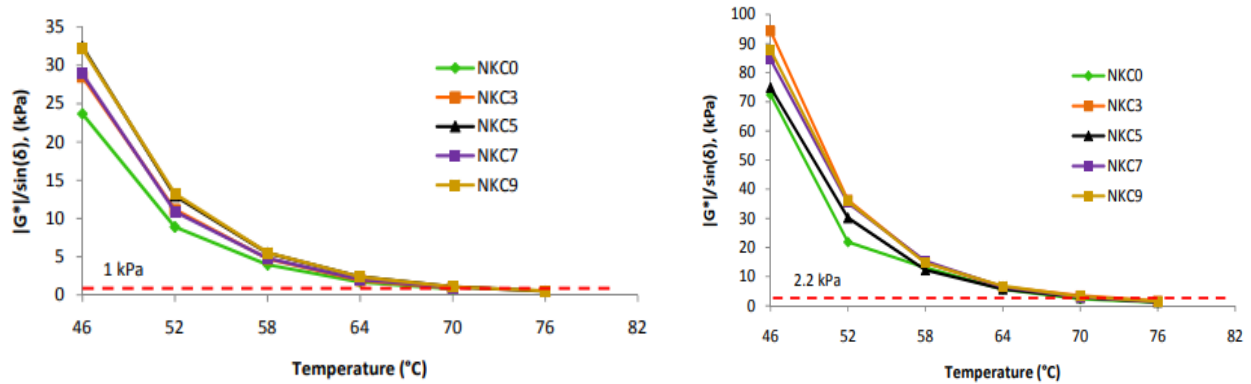 |G*|/sin(δ), (kPa)
35
30
25
20
15
10
5
0
1 kPa
NKC0
NKC3
NKC5
NKC7
NKC9
46 52 58 64 70 76 82
Temperature (°C)
|G*|/sin(δ), (kPa)
100
90
80
70
60
50
40
30
20
10
0
2.2 kPa
NKC0
NKC3
NKC5
NKC7
NKC9
46 52 58 64 70 76 82
Temperature (°C)